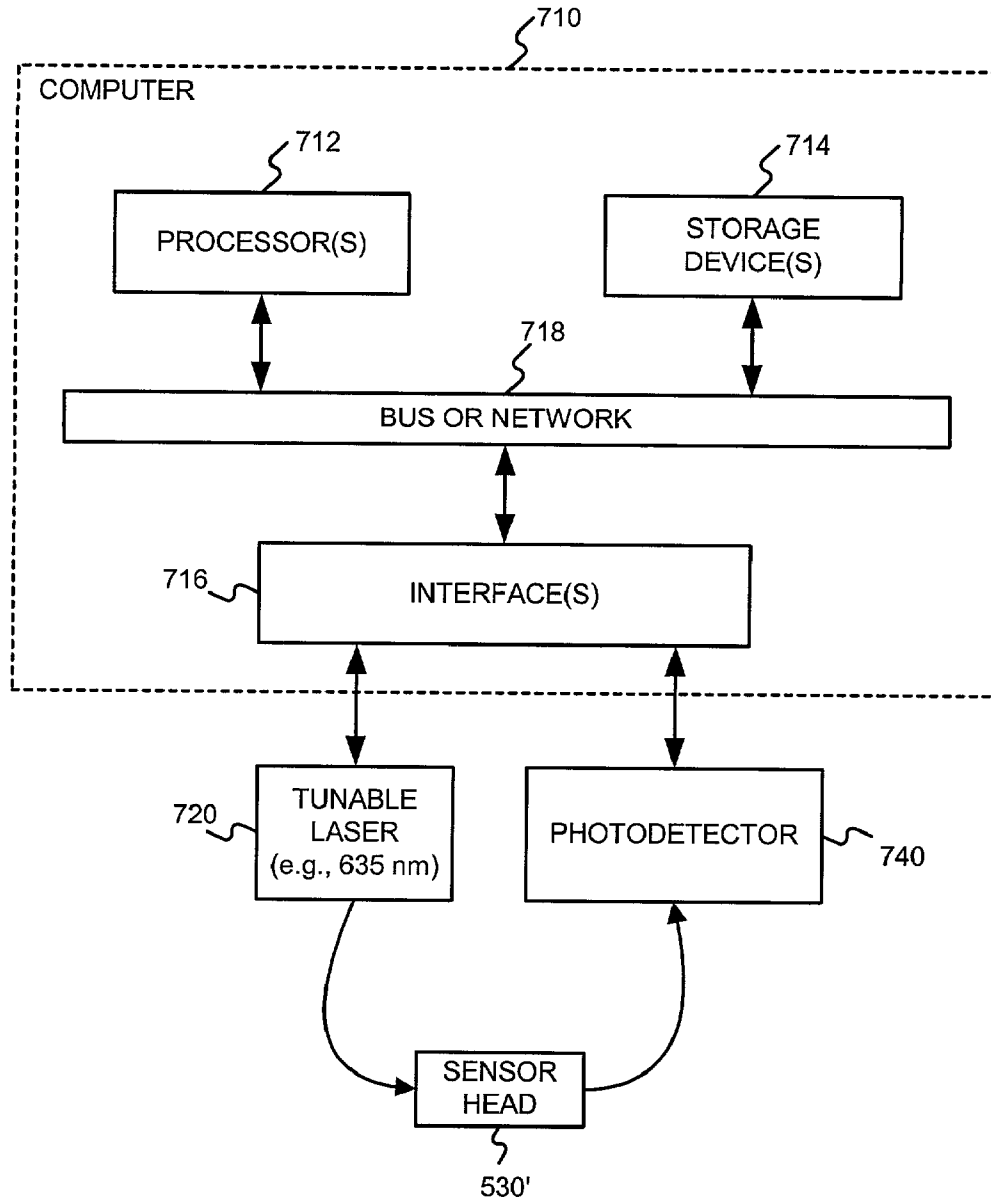 710
COMPUTER
712
714
PROCESSOR(S)
STORAGE
DEVICE(S)
718
BUS OR NETWORK
716
INTERFACE(S)
720
TUNABLE
LASER
(e.g., 635 nm)
PHOTODETECTOR
740
SENSOR
HEAD
530'